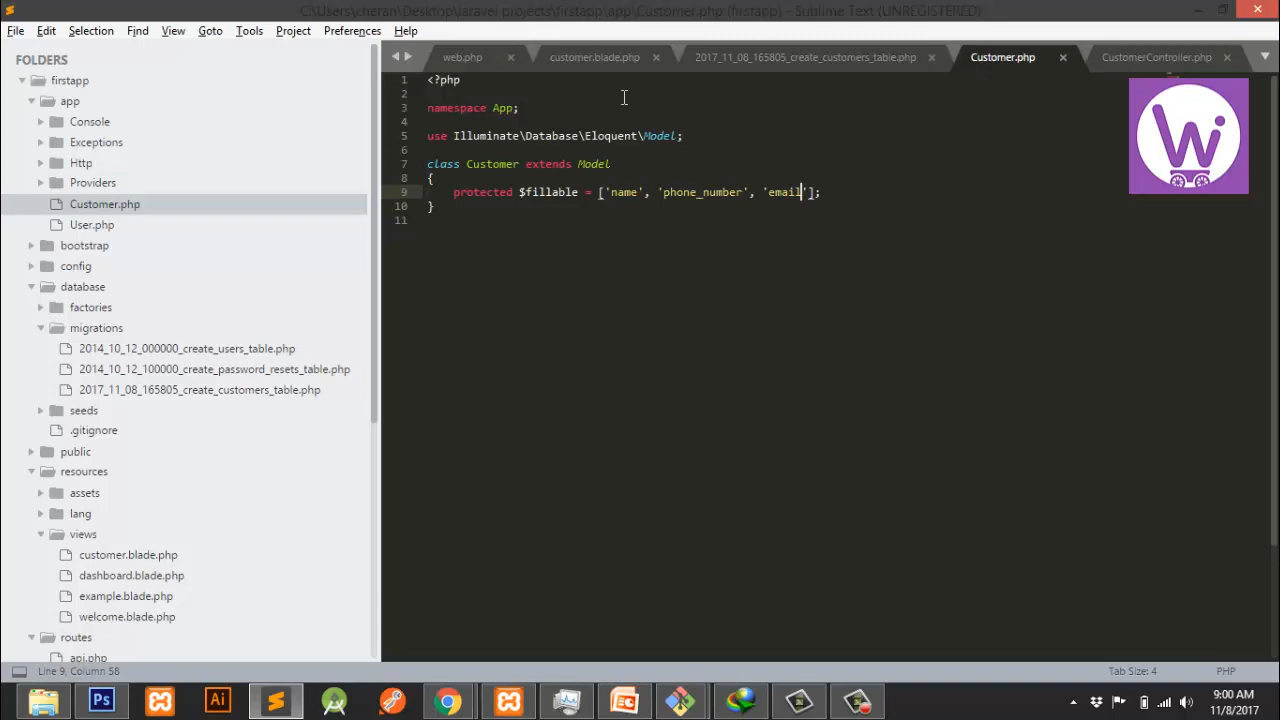 C:\Users\cheran\Desktop\laravel projects\firstapp\app\Customer.php (firstapp) - Sublime Text (UNREGISTERED)
File Edit Selection Find View Goto Tools Project Preferences Help
FOLDERS
firstapp
app
Console
Exceptions
Http
Providers
Customer.php
User.php
bootstrap
config
database
factories
migrations
2014_10_12_000000_create_users_table.php
2014_10_12_100000_create_password_resets_table.php
2017_11_08_165805_create_customers_table.php
seeds
.gitignore
public
resources
assets
lang
views
customer.blade.php
dashboard.blade.php
example.blade.php
welcome.blade.php
routes
api.php
web.php customer.blade.php 2017_11_08_165805_create_customers_table.php Customer.php CustomerController.php
1 <?php
2
3 namespace App;
4
5 use Illuminate\Database\Eloquent\Model;
6
7 class Customer extends Model
8 {
9 protected $fillable = ['name', 'phone_number', 'email'];
10 }
11
Wi
Line 9, Column 58 Tab Size: 4 PHP
Ps Ai
9:00 AM
11/8/2017